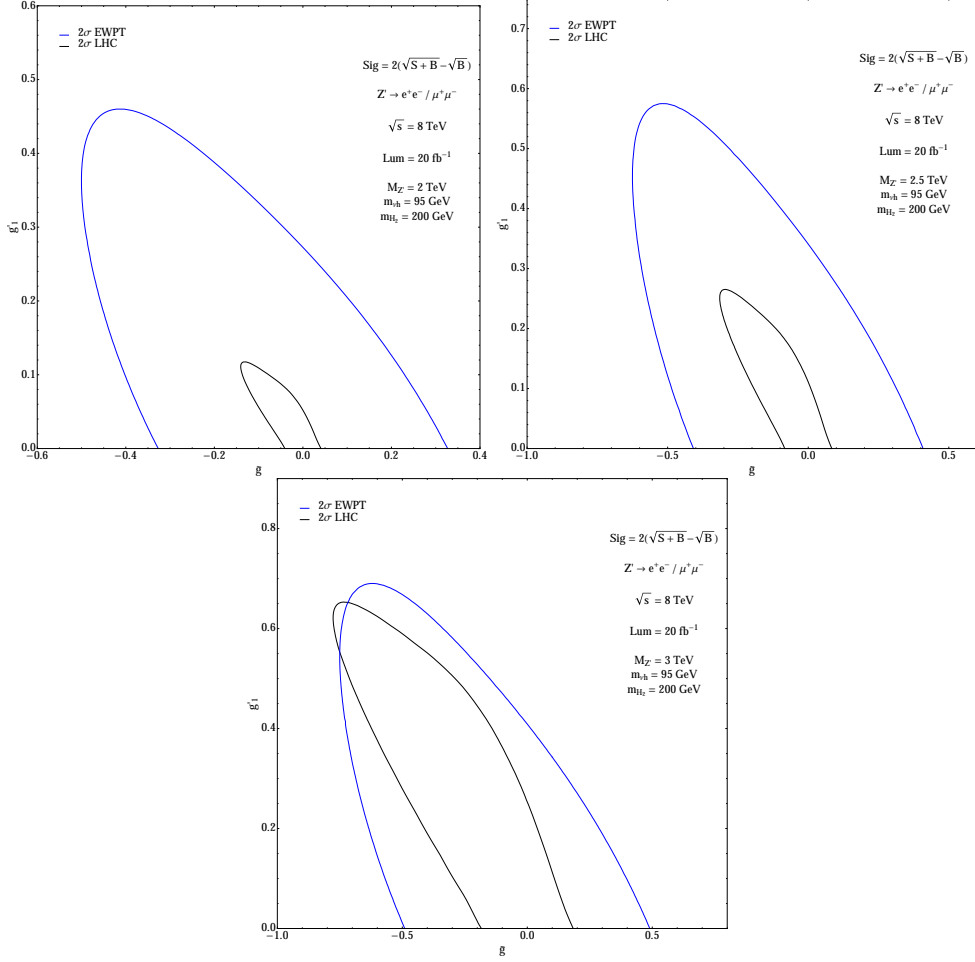 0.6
0.5
0.4
0.3
0.2
0.1
0.0
−0.6
−0.4
−0.2
0.0
0.2
0.4
g̃
g'₁
2σ EWPT
2σ LHC
Sig = 2(√S + B − √B)
Z' → e⁺e⁻ / μ⁺μ⁻
√s = 8 TeV
Lum = 20 fb⁻¹
M_Z' = 2 TeV
m_νh = 95 GeV
m_H₂ = 200 GeV
0.7
0.6
0.5
0.4
0.3
0.2
0.1
0.0
−1.0
−0.5
0.0
0.5
g̃
g'₁
2σ EWPT
2σ LHC
Sig = 2(√S + B − √B)
Z' → e⁺e⁻ / μ⁺μ⁻
√s = 8 TeV
Lum = 20 fb⁻¹
M_Z' = 2.5 TeV
m_νh = 95 GeV
m_H₂ = 200 GeV
0.8
0.6
0.4
0.2
0.0
−1.0
−0.5
0.0
0.5
g̃
g'₁
2σ EWPT
2σ LHC
Sig = 2(√S + B − √B)
Z' → e⁺e⁻ / μ⁺μ⁻
√s = 8 TeV
Lum = 20 fb⁻¹
M_Z' = 3 TeV
m_νh = 95 GeV
m_H₂ = 200 GeV